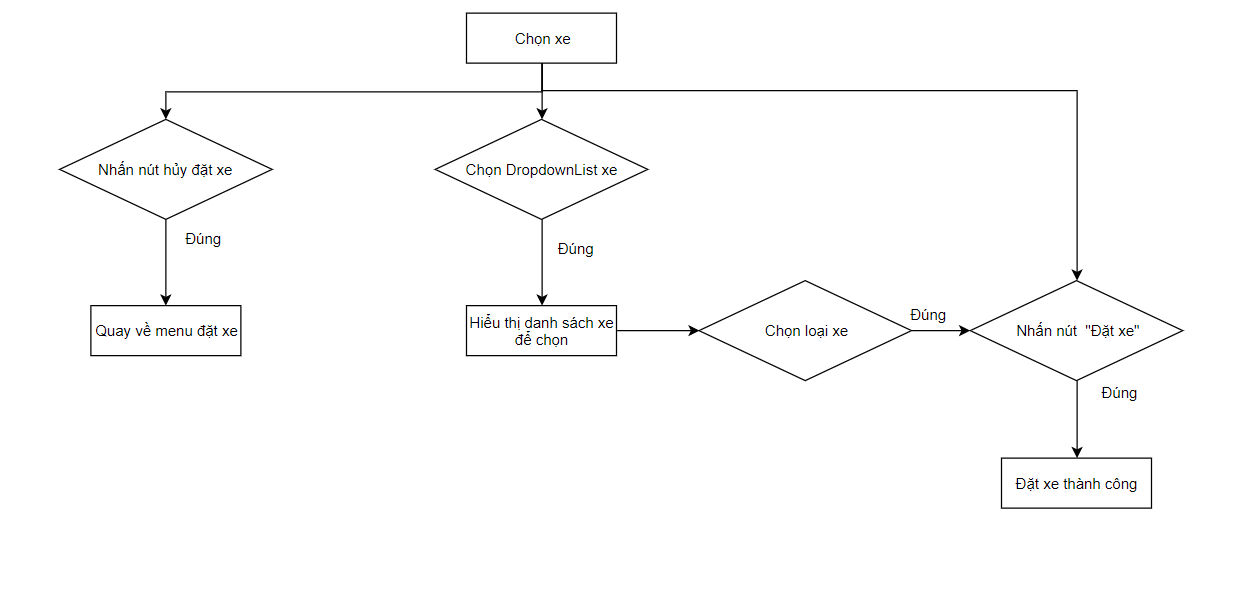 Chọn xe
Nhấn nút hủy đặt xe
Chọn DropdownList xe
Đúng
Đúng
Quay về menu đặt xe
Hiểu thị danh sách xe
để chọn
Chọn loại xe
Đúng
Nhấn nút "Đặt xe"
Đúng
Đặt xe thành công